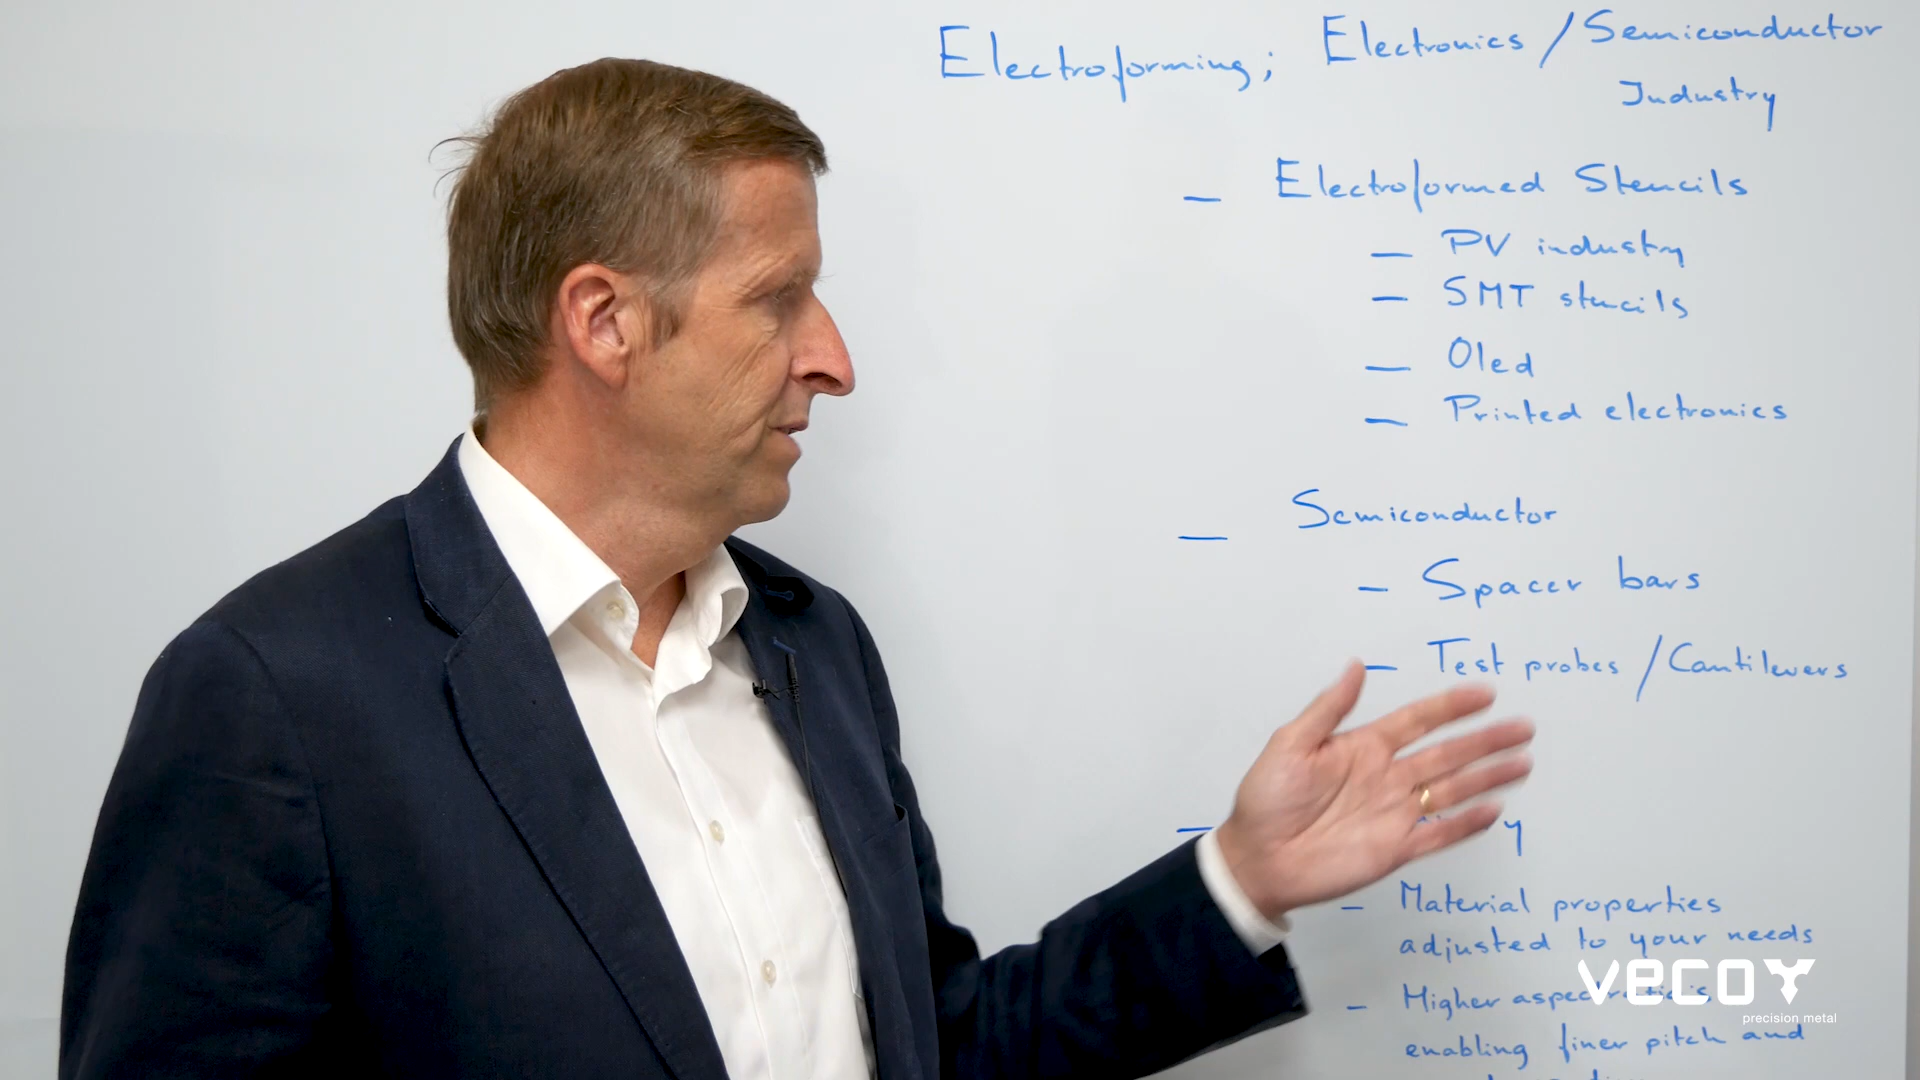 Electroforming; Electronics / Semiconductor
Industry
— Electroformed Stencils
— PV industry
— SMT stencils
— Oled
— Printed electronics
— Semiconductor
– Spacer bars
– Test probes / Cantilevers
– Material properties
adjusted to your needs
– Higher aspect
enabling finer pitch and
VECO
precision metal